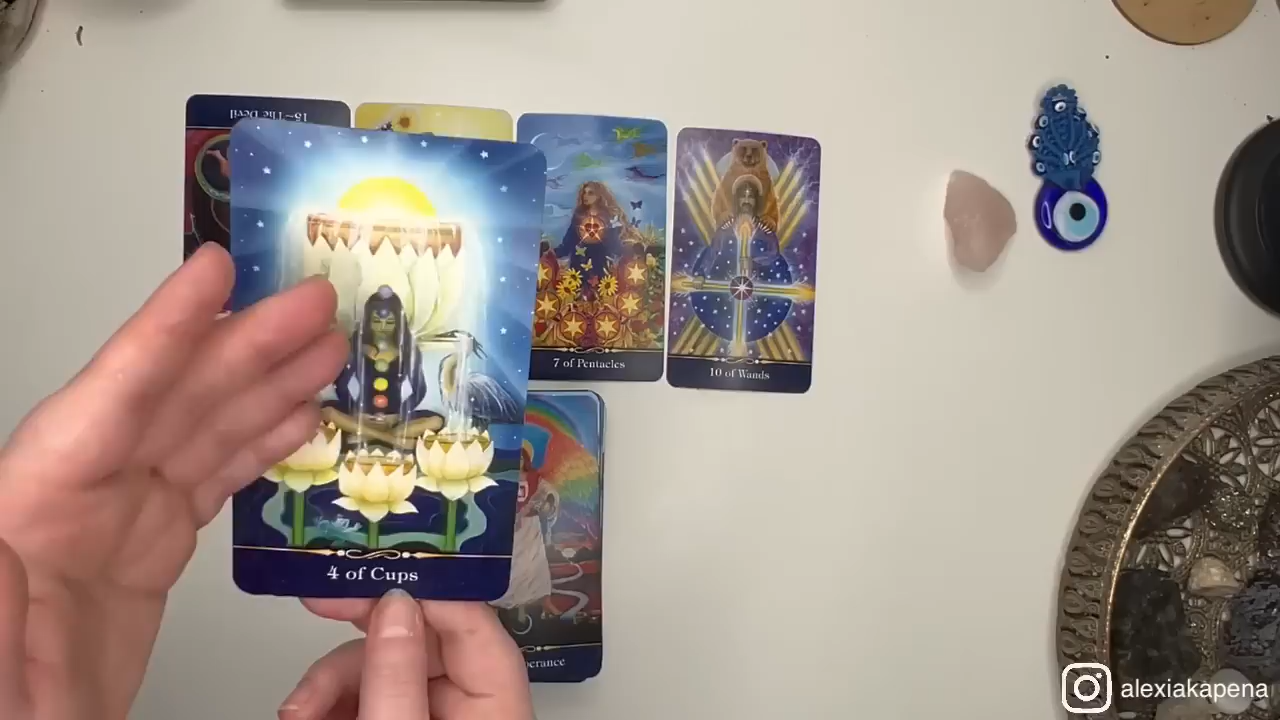 15~The Devil
4 of Cups
7 of Pentacles
10 of Wands
perance
alexiakapena